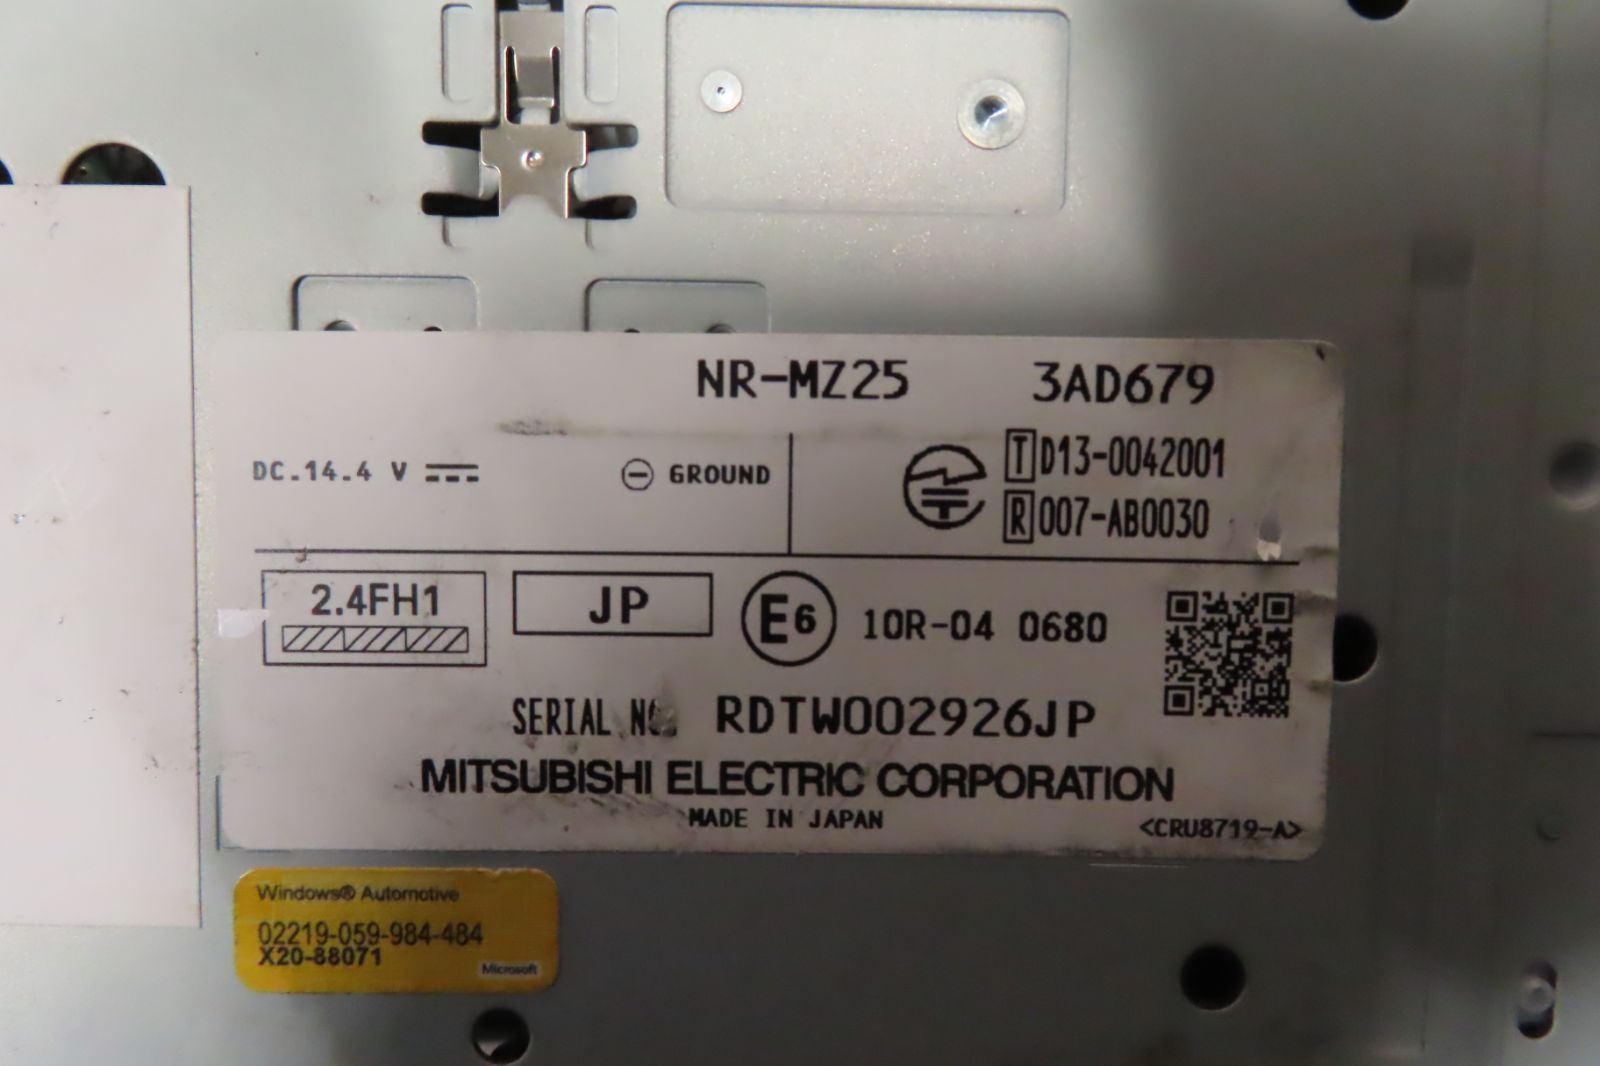 NR-MZ25 3AD679
DC.14.4 V ⊖ GROUND
T D13-0042001
R 007-AB0030
2.4FH1 JP E6 10R-04 0680
SERIAL NO. RDTW002926JP
MITSUBISHI ELECTRIC CORPORATION
MADE IN JAPAN
<CRU8719-A>
Windows® Automotive
02219-059-984-484
X20-88071
Microsoft